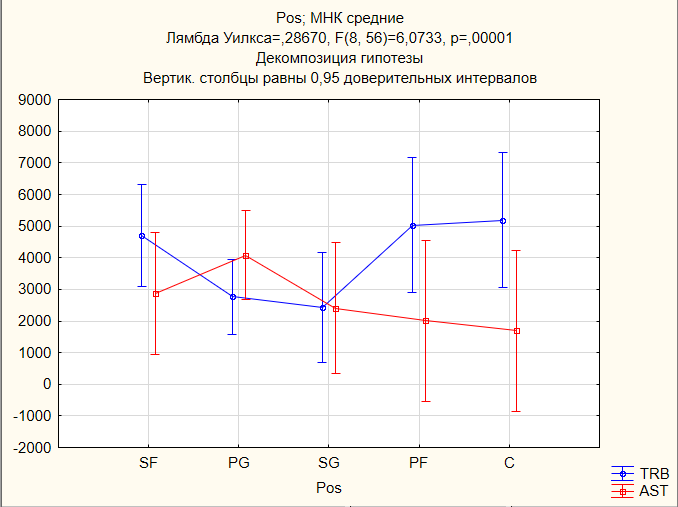 Pos; МНК средние
Лямбда Уилкса=,28670, F(8, 56)=6,0733, p=,00001
Декомпозиция гипотезы
Вертик. столбцы равны 0,95 доверительных интервалов
9000
8000
7000
6000
5000
4000
3000
2000
1000
0
-1000
-2000
SF PG SG PF C
Pos
TRB
AST